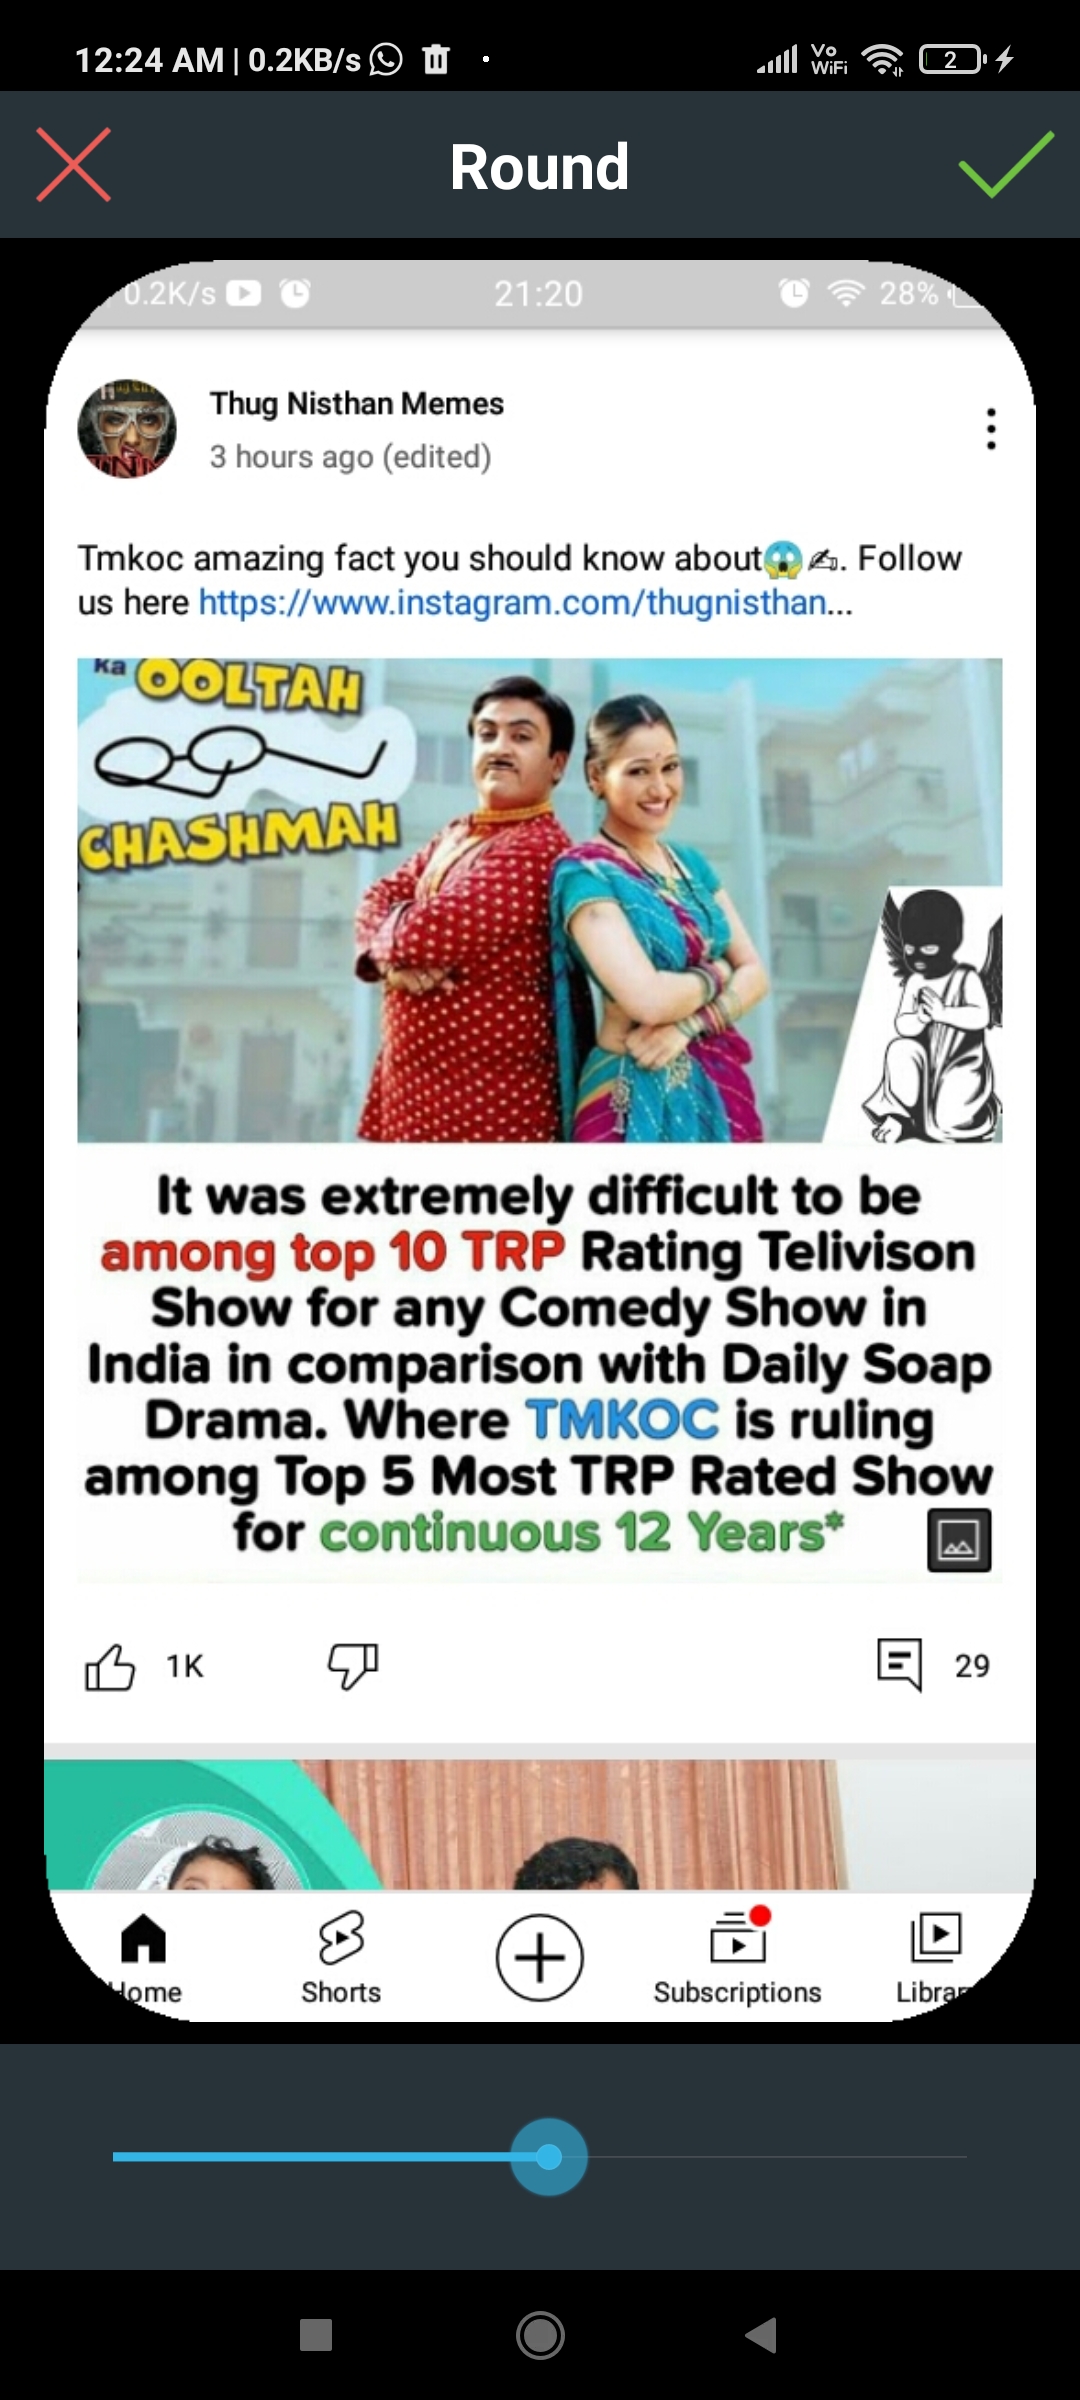 12:24 AM | 0.2KB/s
Vo
WiFi
2
Round
0.2K/s
21:20
28%
Thug Nisthan Memes
3 hours ago (edited)
Tmkoc amazing fact you should know about😱✍. Follow
us here https://www.instagram.com/thugnisthan...
Ka OOLTAH
CHASHMAH
It was extremely difficult to be
among top 10 TRP Rating Telivison
Show for any Comedy Show in
India in comparison with Daily Soap
Drama. Where TMKOC is ruling
among Top 5 Most TRP Rated Show
for continuous 12 Years*
1K
29
Home
Shorts
Subscriptions
Librar